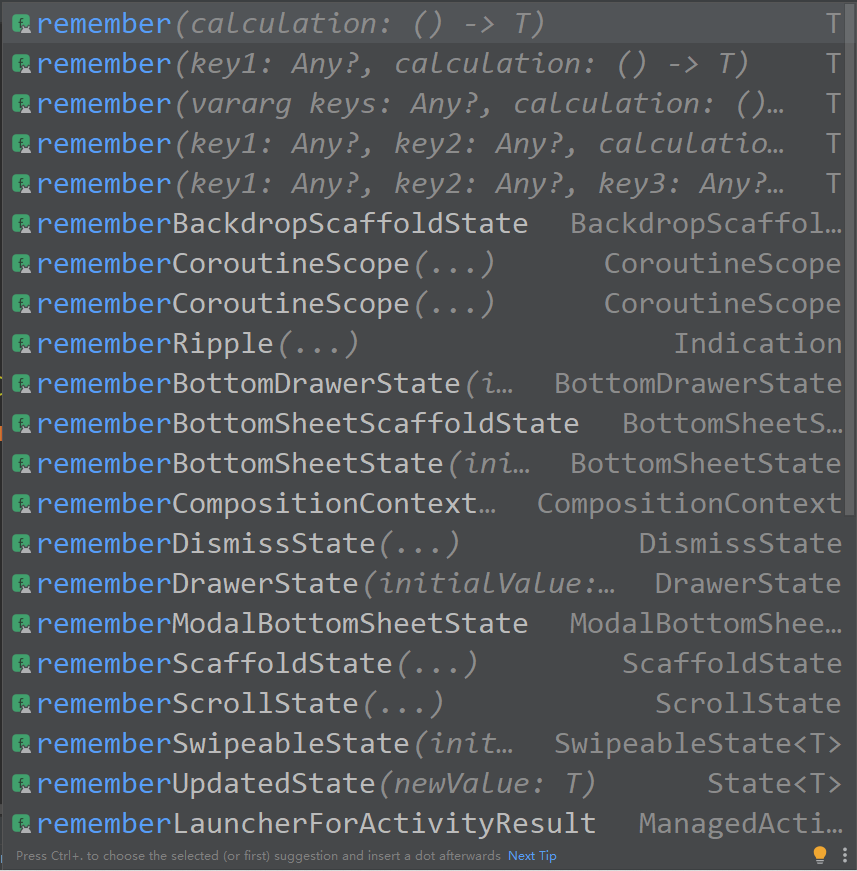 remember(calculation: () -> T) T
remember(key1: Any?, calculation: () -> T) T
remember(vararg keys: Any?, calculation: ()… T
remember(key1: Any?, key2: Any?, calculatio… T
remember(key1: Any?, key2: Any?, key3: Any?… T
rememberBackdropScaffoldState BackdropScaffol…
rememberCoroutineScope(...) CoroutineScope
rememberCoroutineScope(...) CoroutineScope
rememberRipple(...) Indication
rememberBottomDrawerState(i… BottomDrawerState
rememberBottomSheetScaffoldState BottomSheetS…
rememberBottomSheetState(ini… BottomSheetState
rememberCompositionContext… CompositionContext
rememberDismissState(...) DismissState
rememberDrawerState(initialValue:… DrawerState
rememberModalBottomSheetState ModalBottomShee…
rememberScaffoldState(...) ScaffoldState
rememberScrollState(...) ScrollState
rememberSwipeableState(init… SwipeableState<T>
rememberUpdatedState(newValue: T) State<T>
rememberLauncherForActivityResult ManagedActi…
Press Ctrl+. to choose the selected (or first) suggestion and insert a dot afterwards Next Tip